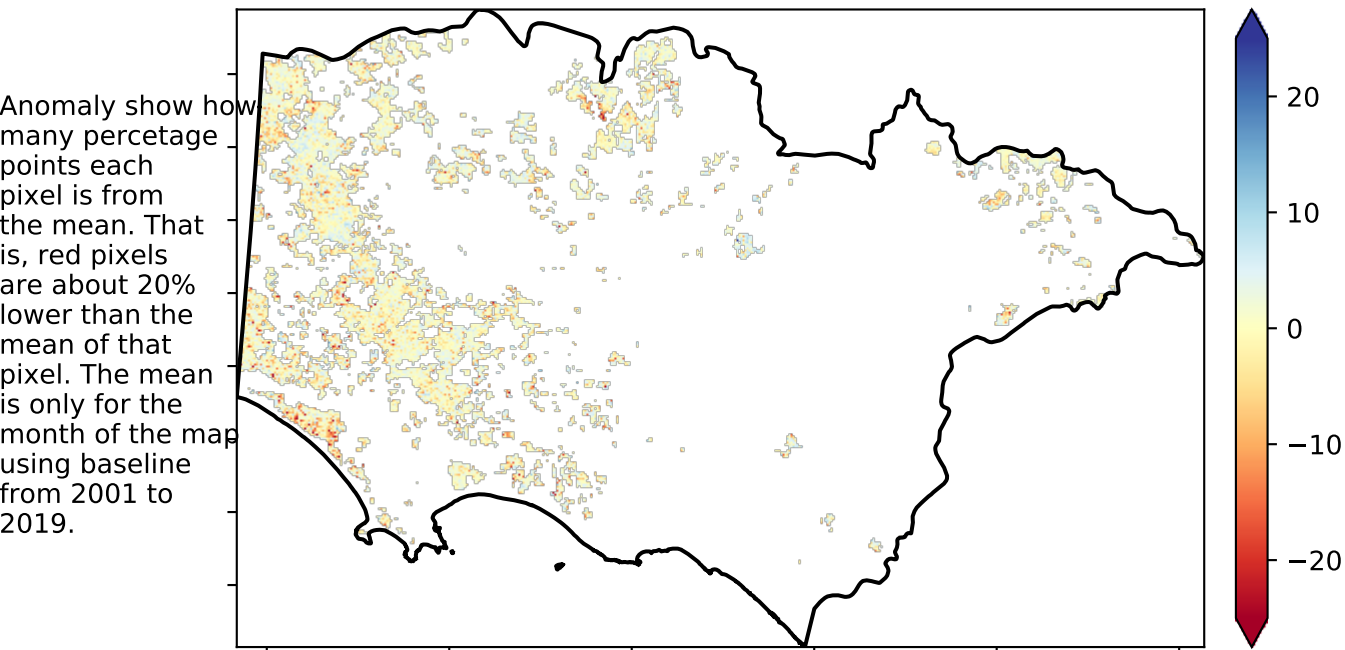 Anomaly show how
many percetage
points each
pixel is from
the mean. That
is, red pixels
are about 20%
lower than the
mean of that
pixel. The mean
is only for the
month of the map
using baseline
from 2001 to
2019.
20
10
0
−10
−20